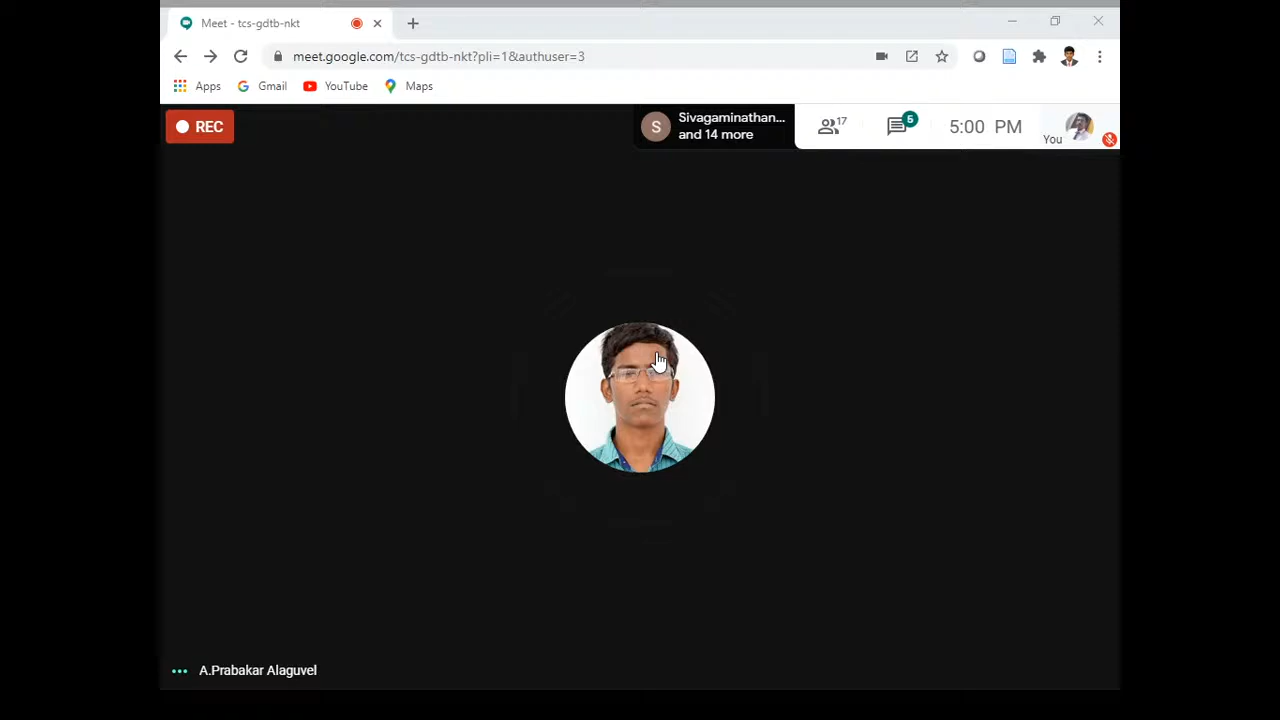 Meet - tcs-gdtb-nkt
meet.google.com/tcs-gdtb-nkt?pli=1&authuser=3
Apps Gmail YouTube Maps
REC
Sivagaminathan...
and 14 more
17
5
5:00 PM
You
S
A.Prabakar Alaguvel